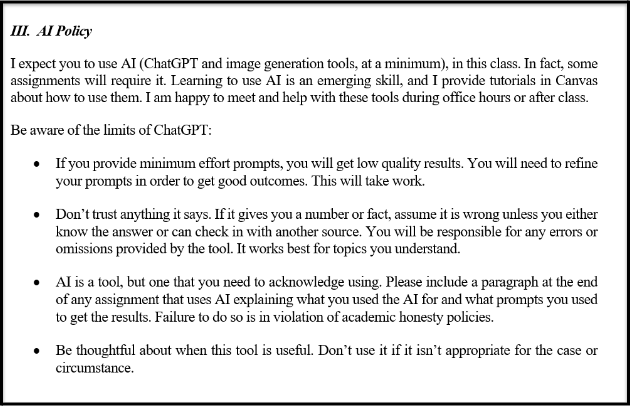 III. AI Policy
I expect you to use AI (ChatGPT and image generation tools, at a minimum), in this class. In fact, some
assignments will require it. Learning to use AI is an emerging skill, and I provide tutorials in Canvas
about how to use them. I am happy to meet and help with these tools during office hours or after class.
Be aware of the limits of ChatGPT:
• If you provide minimum effort prompts, you will get low quality results. You will need to refine
your prompts in order to get good outcomes. This will take work.
• Don’t trust anything it says. If it gives you a number or fact, assume it is wrong unless you either
know the answer or can check in with another source. You will be responsible for any errors or
omissions provided by the tool. It works best for topics you understand.
• AI is a tool, but one that you need to acknowledge using. Please include a paragraph at the end
of any assignment that uses AI explaining what you used the AI for and what prompts you used
to get the results. Failure to do so is in violation of academic honesty policies.
• Be thoughtful about when this tool is useful. Don’t use it if it isn’t appropriate for the case or
circumstance.